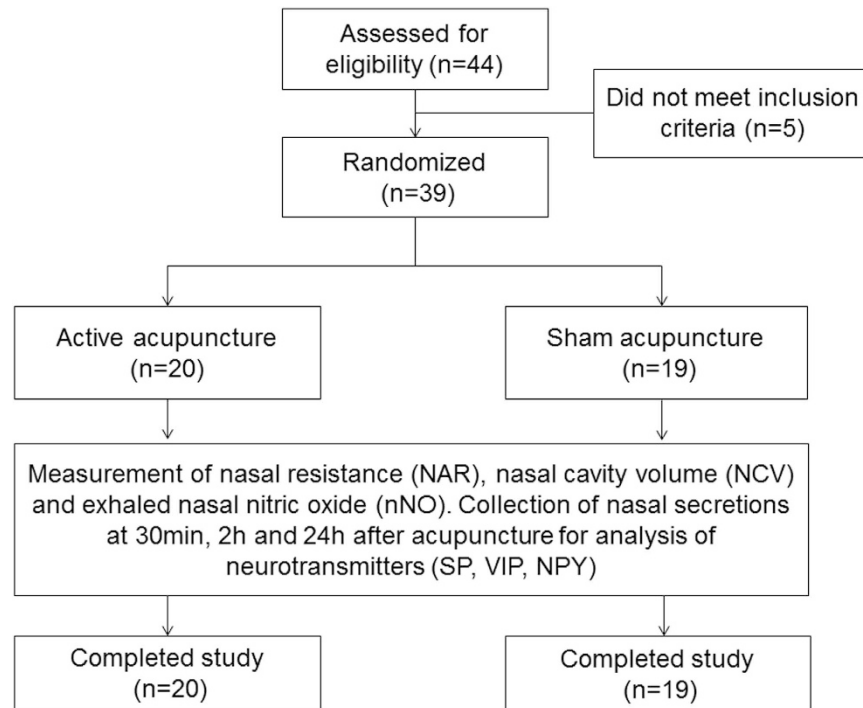 Assessed for
eligibility (n=44)
Did not meet inclusion
criteria (n=5)
Randomized
(n=39)
Active acupuncture
(n=20)
Sham acupuncture
(n=19)
Measurement of nasal resistance (NAR), nasal cavity volume (NCV)
and exhaled nasal nitric oxide (nNO). Collection of nasal secretions
at 30min, 2h and 24h after acupuncture for analysis of
neurotransmitters (SP, VIP, NPY)
Completed study
(n=20)
Completed study
(n=19)